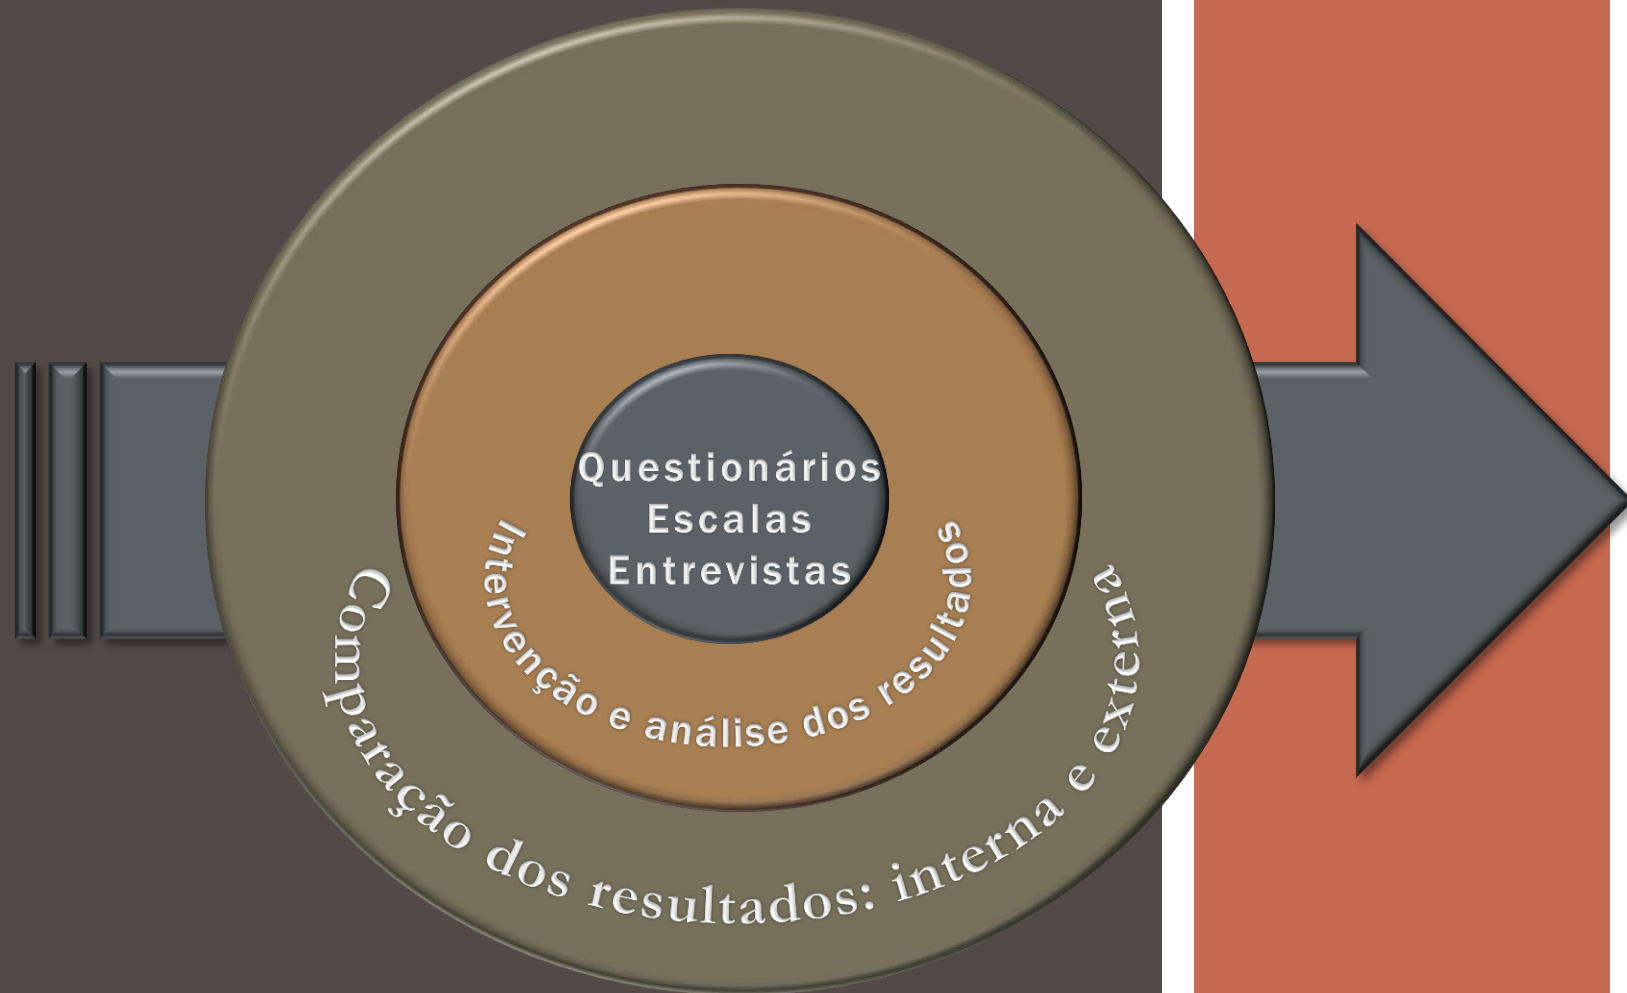 Questionários
Escalas
Entrevistas
Intervenção e análise dos resultados
Comparação dos resultados: interna e externa